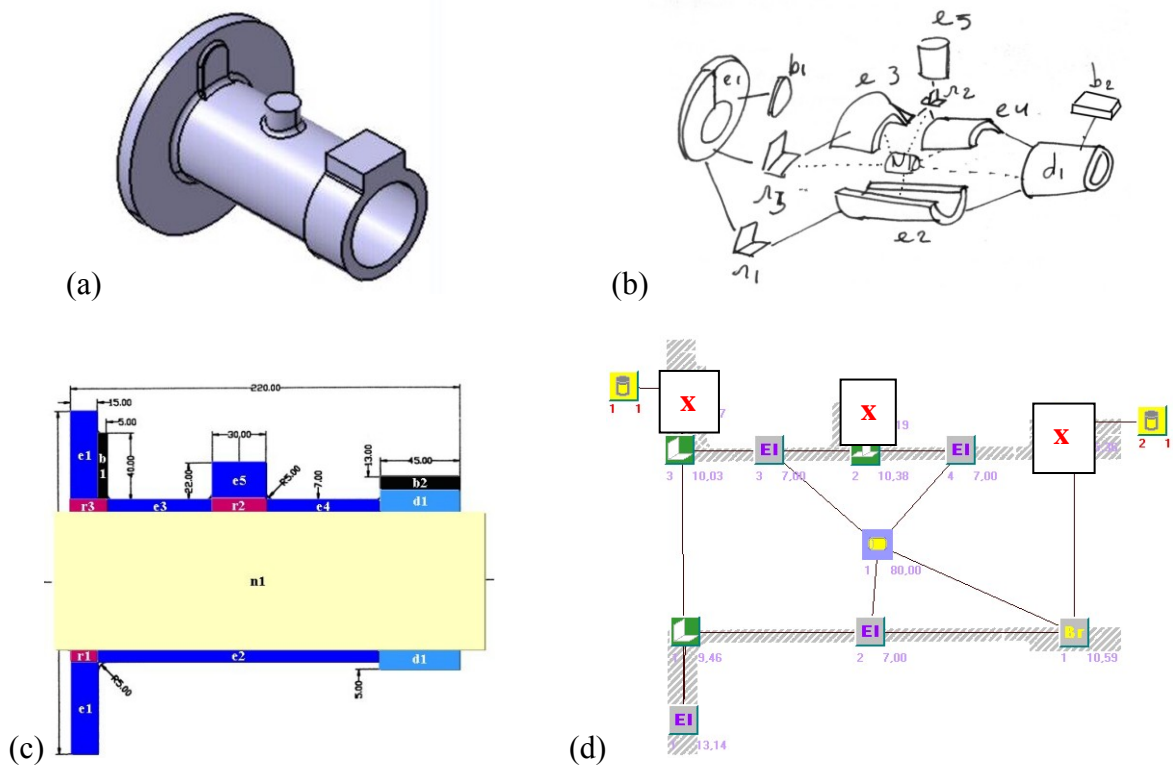 (a)
e5
e1
b1
e3
r2
e4
b2
N1
d1
r3
e2
r1
(b)
220.00
15.00
5.00
30.00
13.00
45.00
e1
b
1
40.00
22.00
e5
R5.00
7.00
b2
r3
e3
r2
e4
d1
n1
r1
e2
d1
R5.00
5.00
e1
(c)
1 1
X
7
X
19
X
2 1
EI
EI
3 10,03
3 7,00
2 10,38
4 7,00
1 80,00
EI
Br
9,46
2 7,00
1 10,59
EI
13,14
(d)